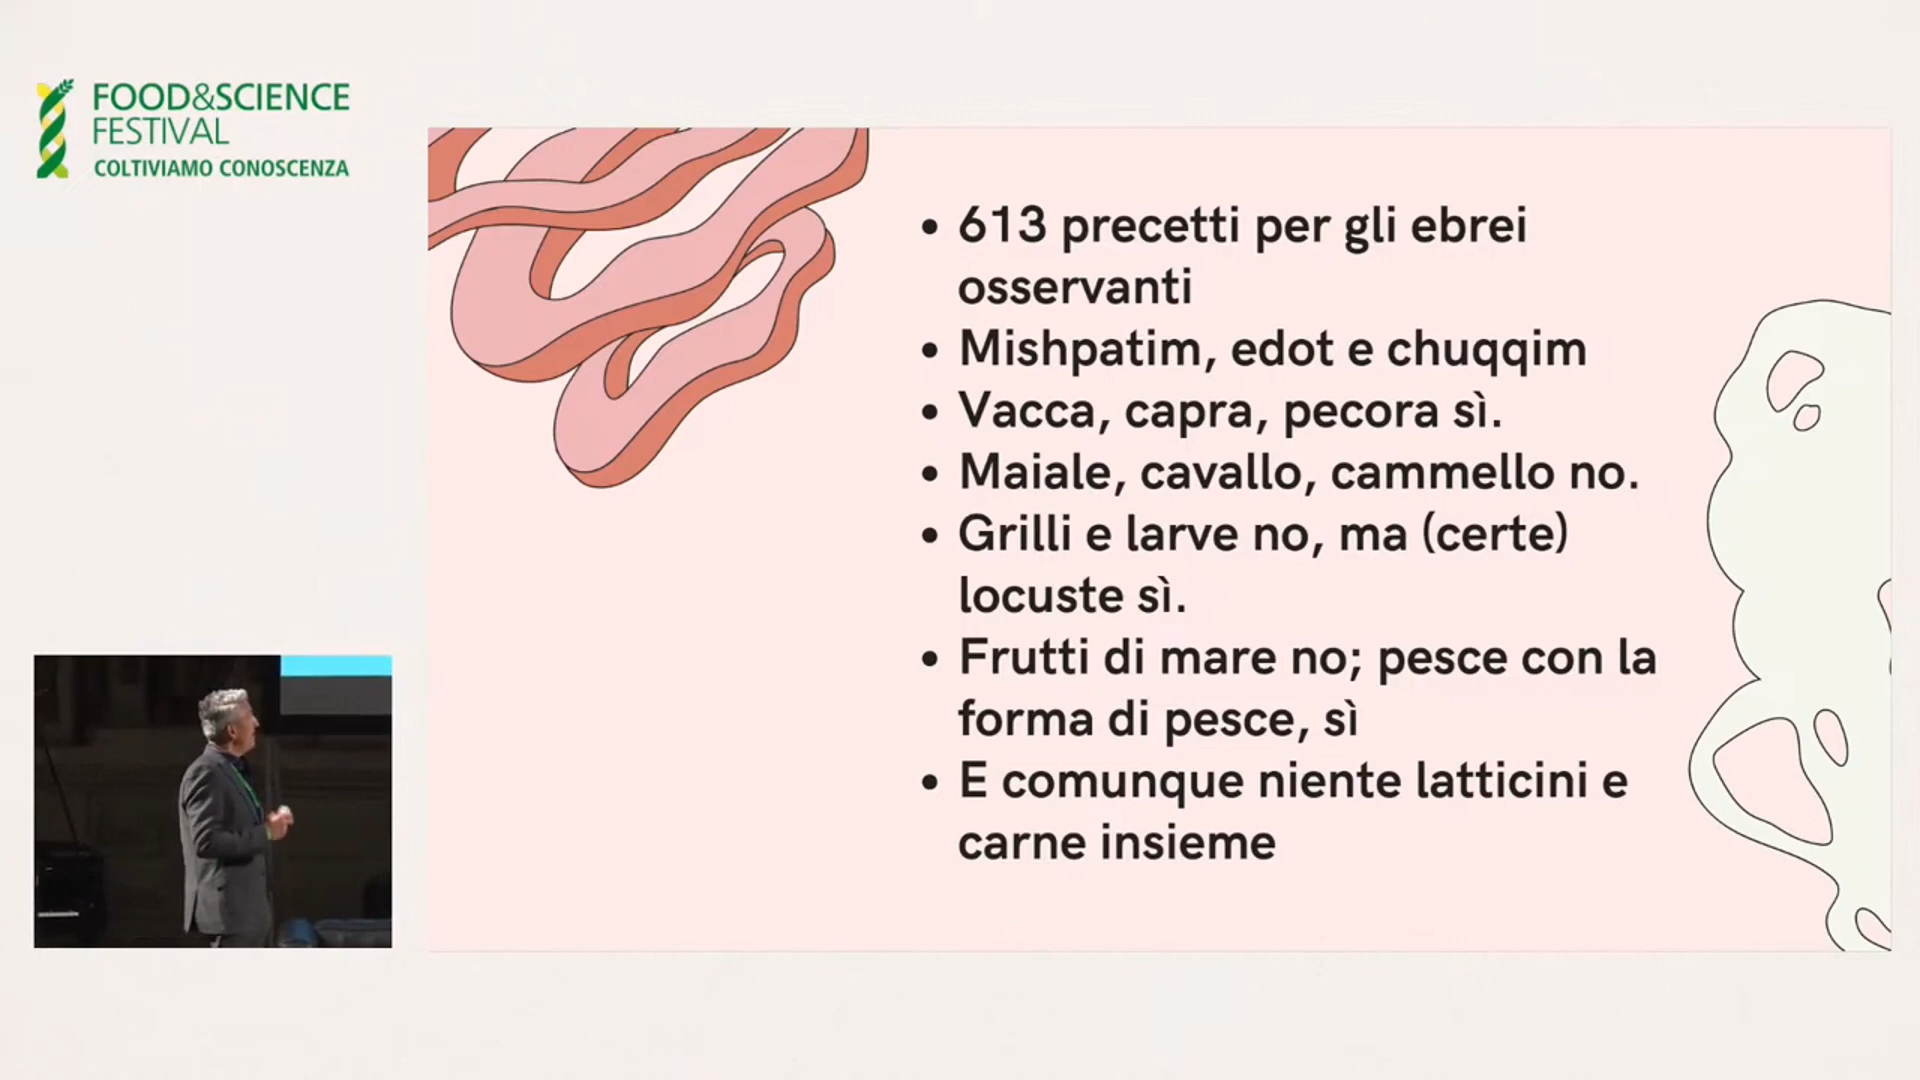 FOOD&SCIENCE
FESTIVAL
COLTIVIAMO CONOSCENZA
• 613 precetti per gli ebrei
osservanti
• Mishpatim, edot e chuqqim
• Vacca, capra, pecora sì.
• Maiale, cavallo, cammello no.
• Grilli e larve no, ma (certe)
locuste sì.
• Frutti di mare no; pesce con la
forma di pesce, sì
• E comunque niente latticini e
carne insieme